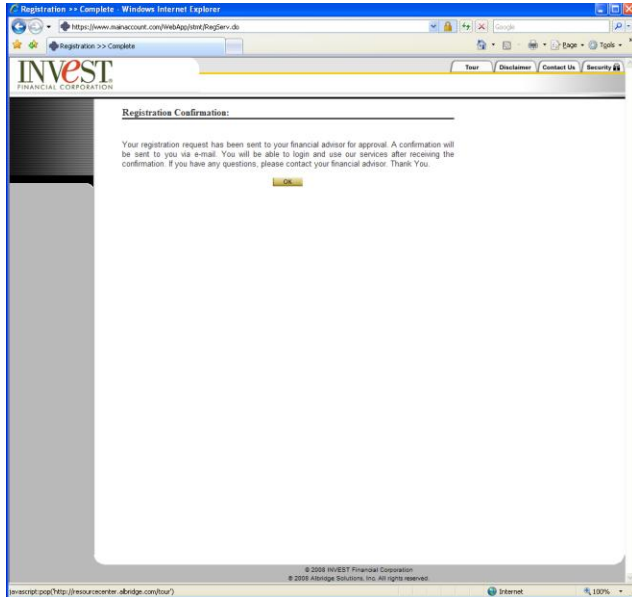 Registration >> Complete - Windows Internet Explorer
https://www.mainaccount.com/WebApp/stmt/RegServ.do
Google
Registration >> Complete
Page
Tools
INVEST
FINANCIAL CORPORATION
Tour
Disclaimer
Contact Us
Security
Registration Confirmation:
Your registration request has been sent to your financial advisor for approval. A confirmation will
be sent to you via e-mail. You will be able to login and use our services after receiving the
confirmation. If you have any questions, please contact your financial advisor. Thank You.
OK
© 2008 INVEST Financial Corporation
© 2008 Albridge Solutions, Inc. All rights reserved.
javascript:pop('http://resourcecenter.albridge.com/tour')
Internet
100%